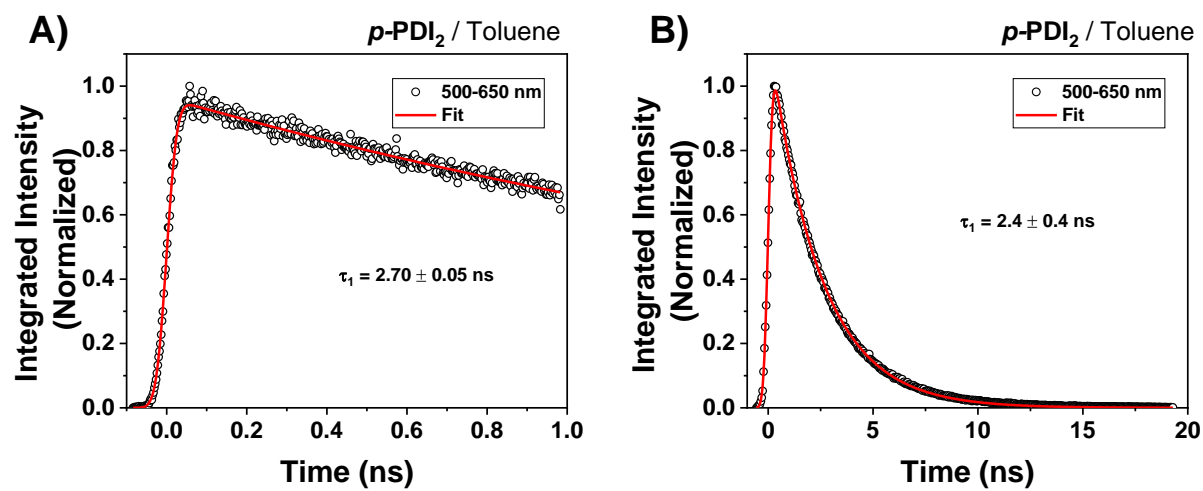 A)
p-PDI₂ / Toluene
Integrated Intensity
(Normalized)
1.0
0.8
0.6
0.4
0.2
0.0
500-650 nm
Fit
τ₁ = 2.70 ± 0.05 ns
0.0 0.2 0.4 0.6 0.8 1.0
Time (ns)
B)
p-PDI₂ / Toluene
Integrated Intensity
(Normalized)
1.0
0.8
0.6
0.4
0.2
0.0
500-650 nm
Fit
τ₁ = 2.4 ± 0.4 ns
0 5 10 15 20
Time (ns)